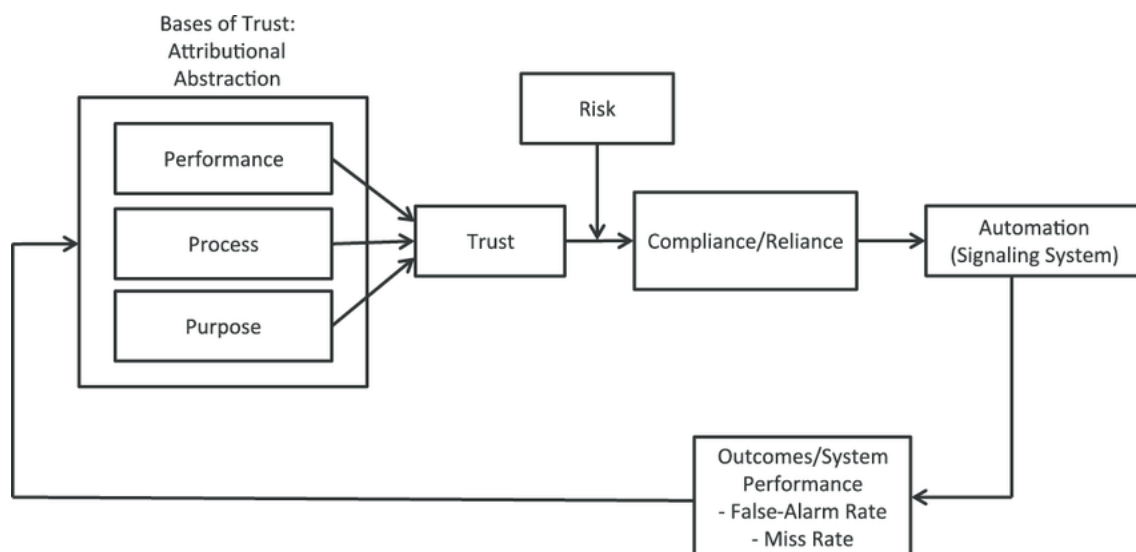 Bases of Trust:
Attributional
Abstraction
Performance
Process
Purpose
Trust
Risk
Compliance/Reliance
Automation
(Signaling System)
Outcomes/System
Performance
- False-Alarm Rate
- Miss Rate